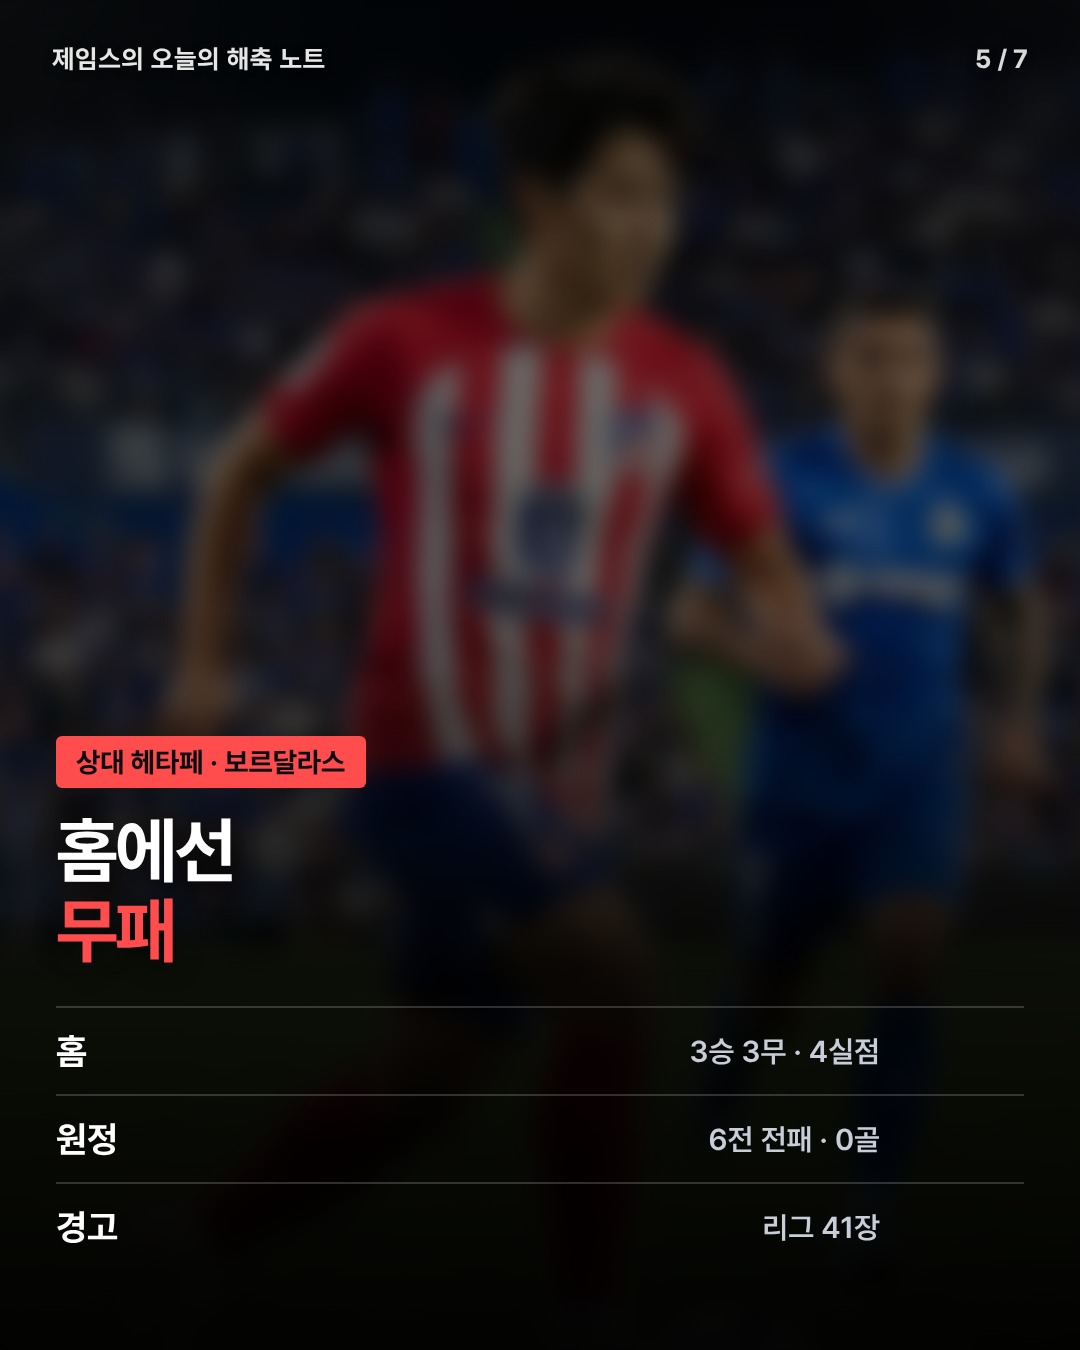 제임스의 오늘의 해축 노트
5 / 7
상대 헤타페 · 보르달라스
홈에선
무패
홈 3승 3무 · 4실점
원정 6전 전패 · 0골
경고 리그 41장